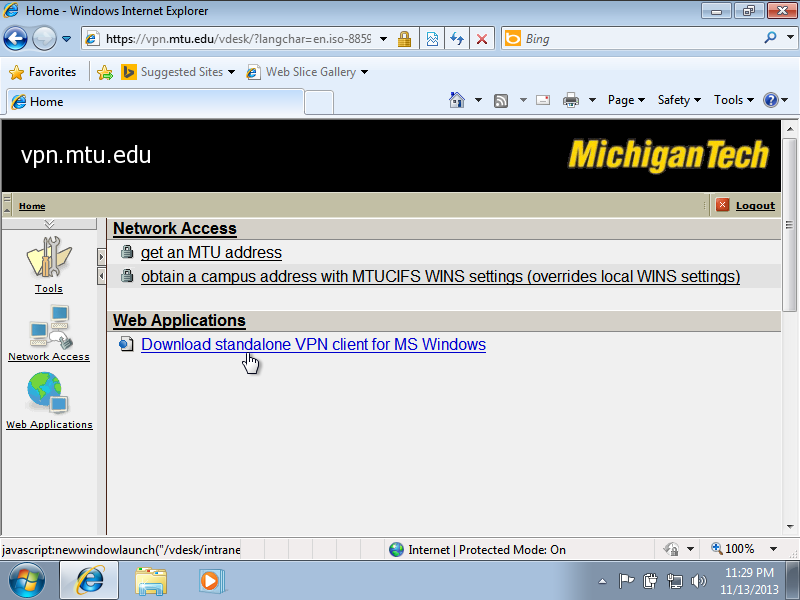 Home - Windows Internet Explorer
https://vpn.mtu.edu/vdesk/?langchar=en.iso-8859
Bing
Favorites
Suggested Sites
Web Slice Gallery
Home
Page
Safety
Tools
vpn.mtu.edu
MichiganTech
Home
Logout
Network Access
get an MTU address
obtain a campus address with MTUCIFS WINS settings (overrides local WINS settings)
Tools
Web Applications
Download standalone VPN client for MS Windows
Network Access
Web Applications
javascript:newwindowlaunch("/vdesk/intrane
Internet | Protected Mode: On
100%
11:29 PM
11/13/2013